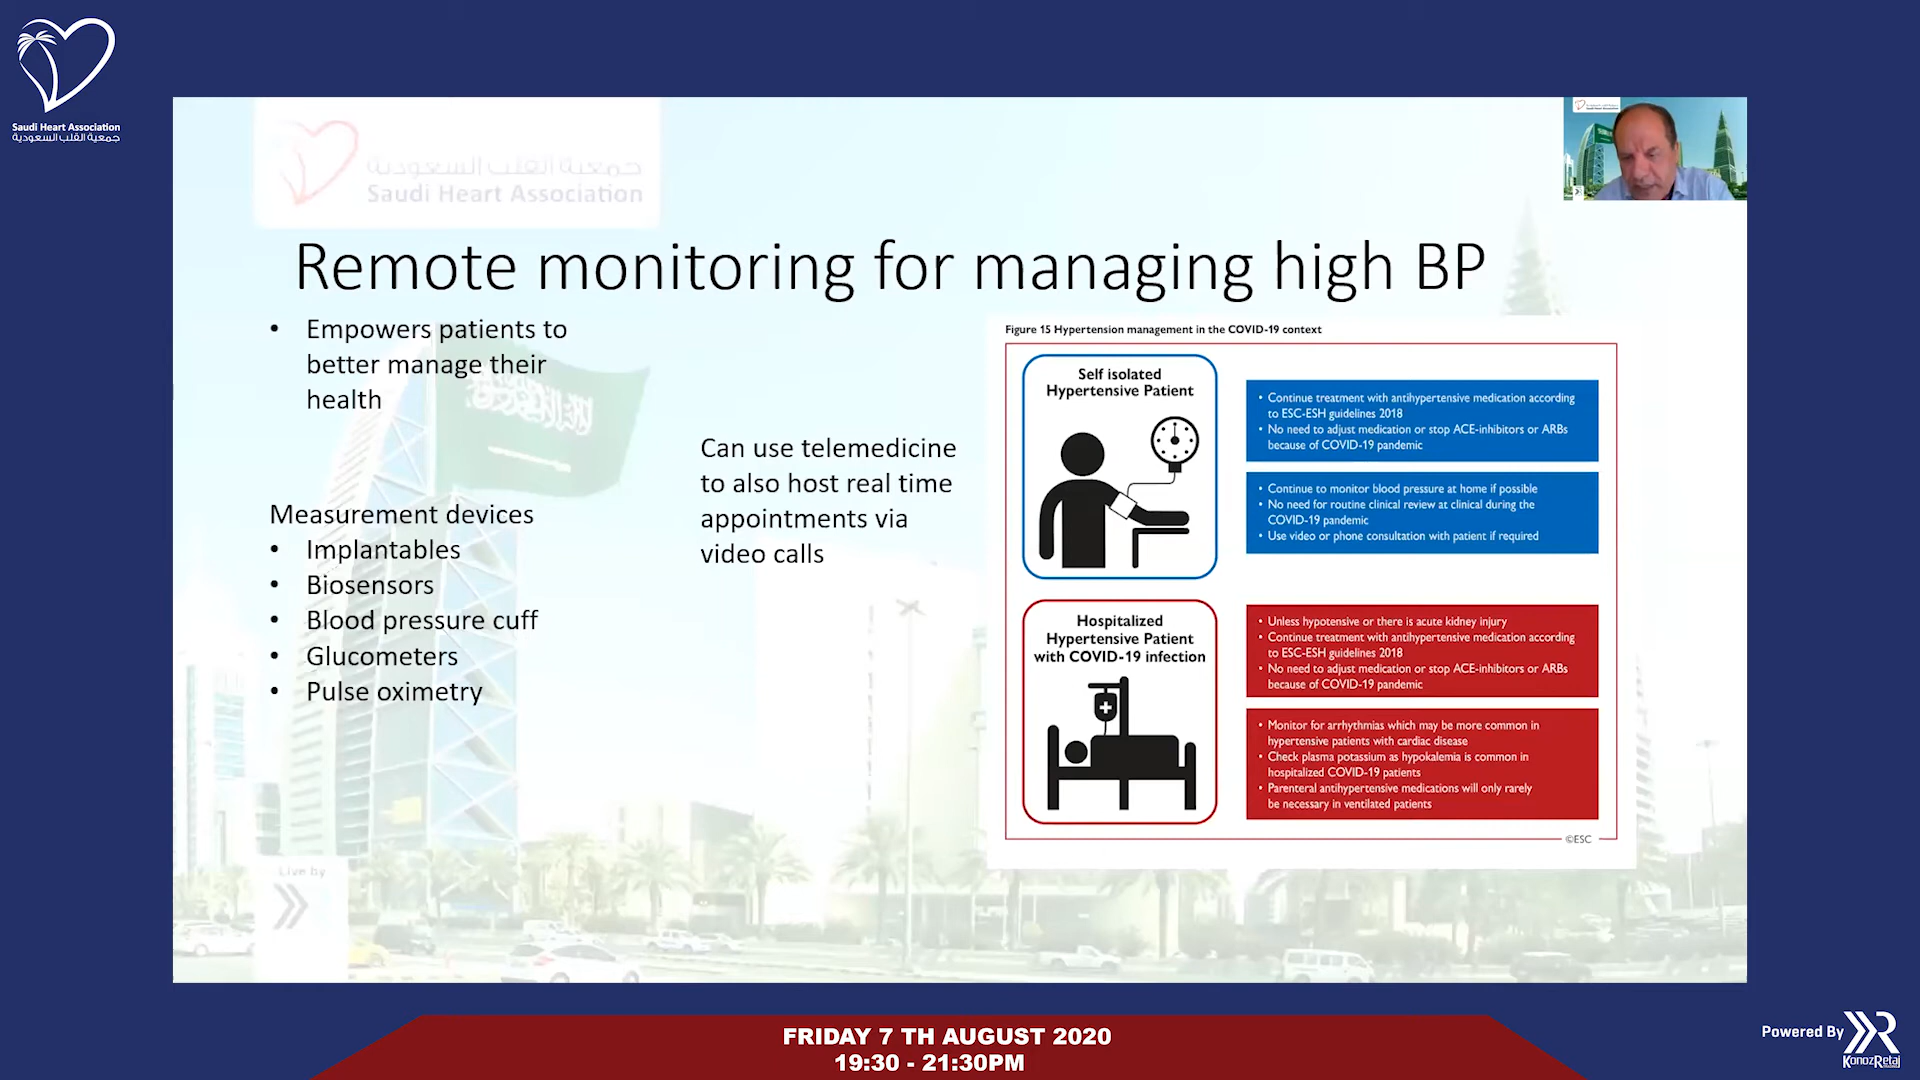 Saudi Heart Association
جمعية القلب السعودية
جمعية القلب السعودية
Saudi Heart Association
Remote monitoring for managing high BP
• Empowers patients to
better manage their
health
Measurement devices
• Implantables
• Biosensors
• Blood pressure cuff
• Glucometers
• Pulse oximetry
Can use telemedicine
to also host real time
appointments via
video calls
Figure 15 Hypertension management in the COVID-19 context
Self isolated
Hypertensive Patient
• Continue treatment with antihypertensive medication according
to ESC-ESH guidelines 2018
• No need to adjust medication or stop ACE-inhibitors or ARBs
because of COVID-19 pandemic
• Continue to monitor blood pressure at home if possible
• No need for routine clinical review at clinical during the
COVID-19 pandemic
• Use video or phone consultation with patient if required
Hospitalized
Hypertensive Patient
with COVID-19 infection
• Unless hypotensive or there is acute kidney injury
• Continue treatment with antihypertensive medication according
to ESC-ESH guidelines 2018
• No need to adjust medication or stop ACE-inhibitors or ARBs
because of COVID-19 pandemic
• Monitor for arrhythmias which may be more common in
hypertensive patients with cardiac disease
• Check plasma potassium as hypokalemia is common in
hospitalized COVID-19 patients
• Parenteral antihypertensive medications will only rarely
be necessary in ventilated patients
©ESC
Live by
FRIDAY 7 TH AUGUST 2020
19:30 - 21:30PM
Powered By
KonozRetaj